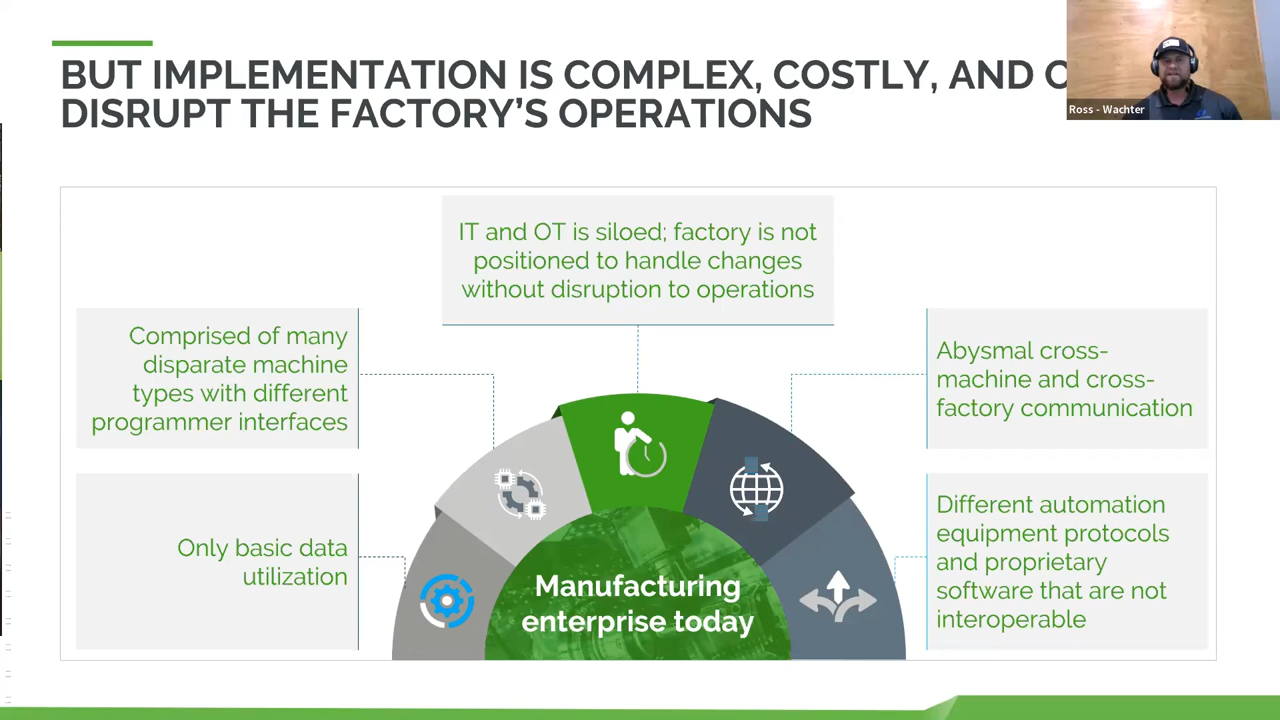 BUT IMPLEMENTATION IS COMPLEX, COSTLY, AND
DISRUPT THE FACTORY'S OPERATIONS
Ross - Wachter
IT and OT is siloed; factory is not
positioned to handle changes
without disruption to operations
Comprised of many
disparate machine
types with different
programmer interfaces
Abysmal cross-
machine and cross-
factory communication
Only basic data
utilization
Different automation
equipment protocols
and proprietary
software that are not
interoperable
Manufacturing
enterprise today